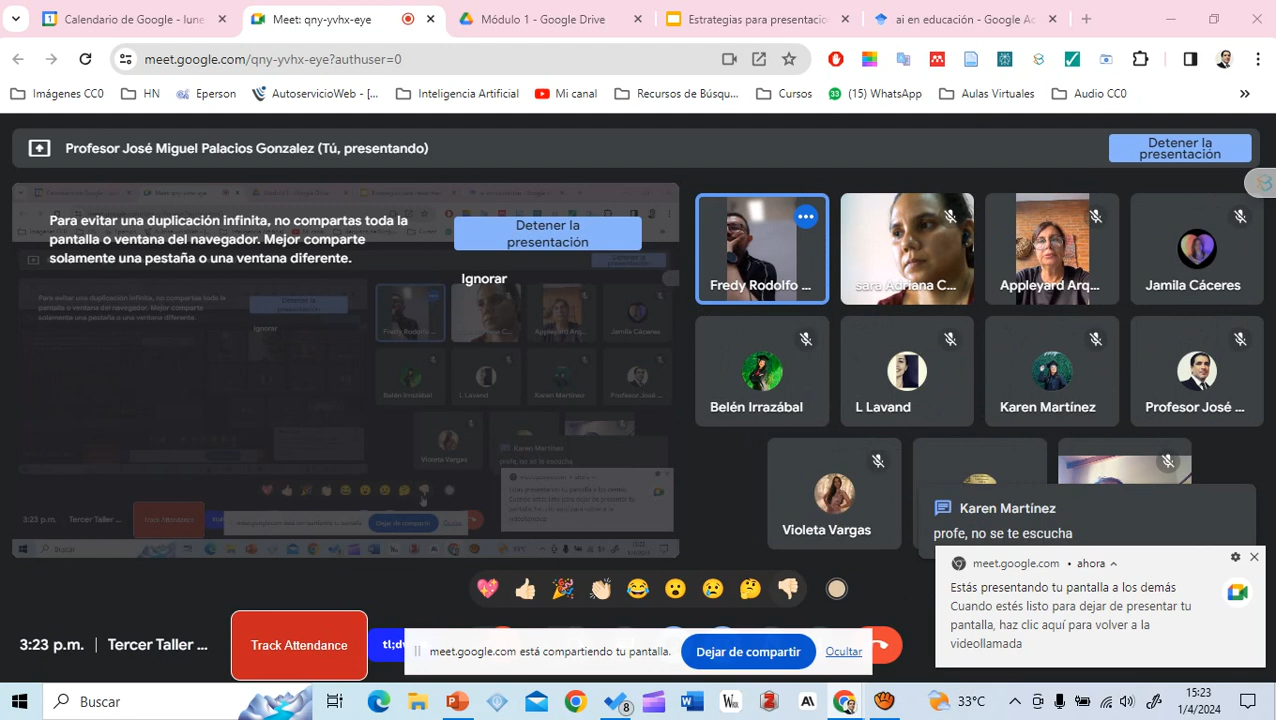 Calendario de Google - lune
Meet: qny-yvhx-eye
Módulo 1 - Google Drive
Estrategias para presentacio
ai en educación - Google Ac
meet.google.com/qny-yvhx-eye?authuser=0
Imágenes CC0
HN
Eperson
AutoservicioWeb - [...
Inteligencia Artificial
Mi canal
Recursos de Búsqu...
Cursos
33
(15) WhatsApp
Aulas Virtuales
Audio CC0
Profesor José Miguel Palacios Gonzalez (Tú, presentando)
Detener la
presentación
Para evitar una duplicación infinita, no compartas toda la
pantalla o ventana del navegador. Mejor comparte
solamente una pestaña o una ventana diferente.
Detener la
presentación
Ignorar
Fredy Rodolfo ...
sara Adriana C...
Appleyard Arq...
Jamila Cáceres
Belén Irrazábal
L Lavand
Karen Martínez
Profesor José ...
Violeta Vargas
Karen Martínez
profe, no se te escucha
meet.google.com • ahora
Estás presentando tu pantalla a los demás
Cuando estés listo para dejar de presentar tu
pantalla, haz clic aquí para volver a la
videollamada
3:23 p.m.
Tercer Taller ...
Track Attendance
tl;dv
meet.google.com está compartiendo tu pantalla.
Dejar de compartir
Ocultar
Buscar
8
33°C
15:23
1/4/2024